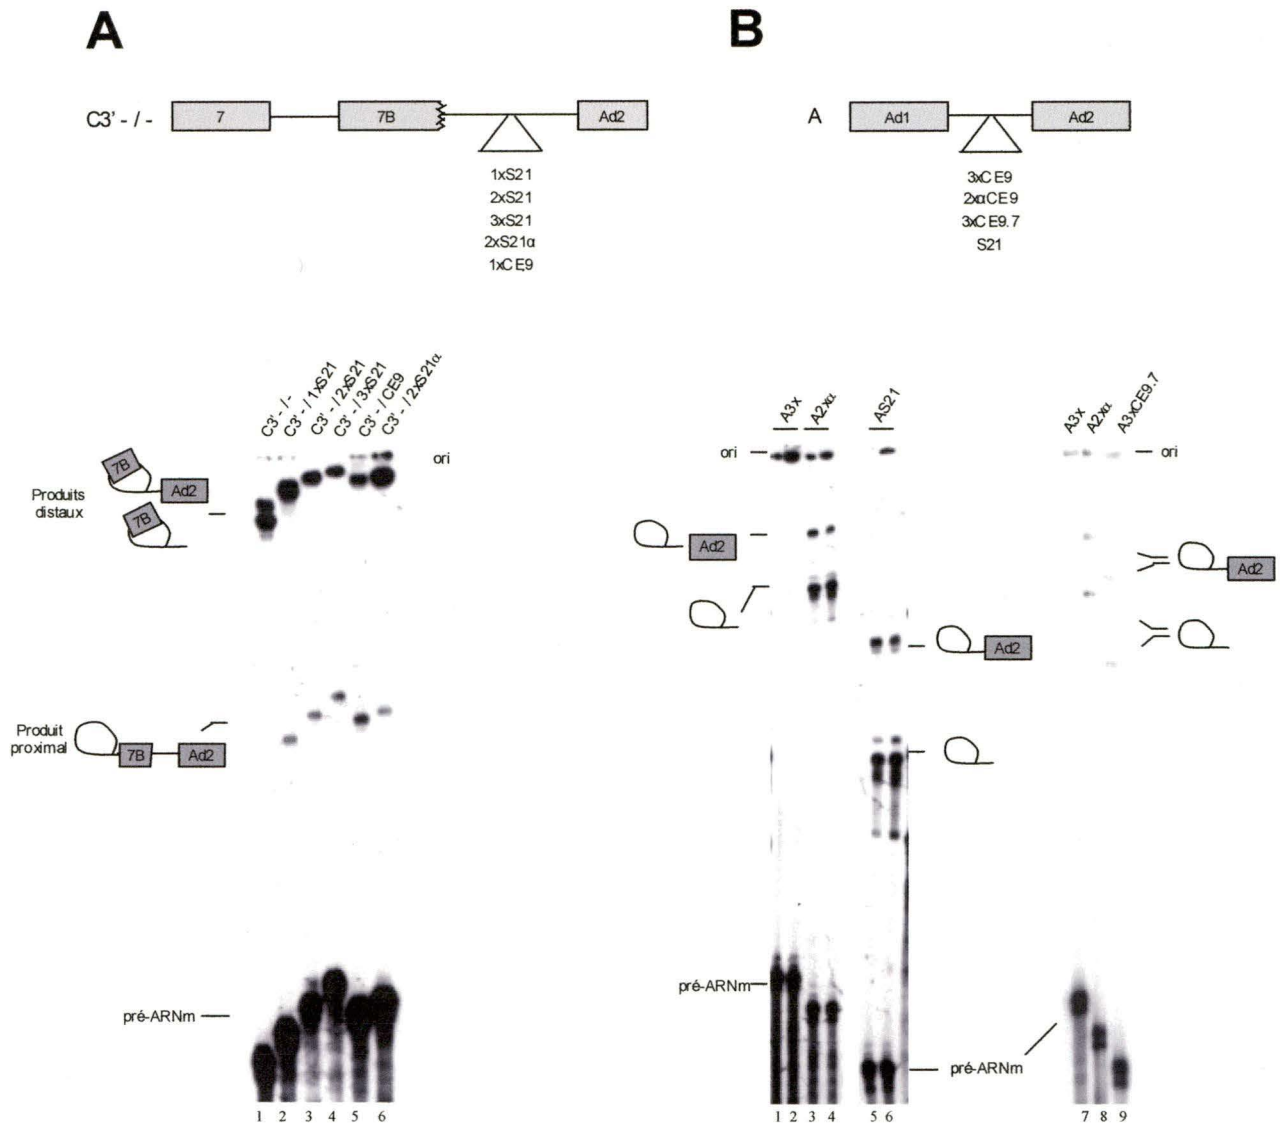 A
B
C3' - / -
7
7B
Ad2
A
Ad1
Ad2
1xS21
2xS21
3xS21
2xS21α
1xCE9
3xCE9
2xαCE9
3xCE9.7
S21
C3' - / -
C3' - / 1xS21
C3' - / 2xS21
C3' - / 3xS21
C3' - / CE9
C3' - / 2xS21α
A3x
A2xα
AS21
A3x
A2xα
A3xCE9.7
ori
ori
ori
Produits
distaux
7B
Ad2
7B
Ad2
Ad2
Ad2
Produit
proximal
7B
Ad2
pré-ARNm
pré-ARNm
pré-ARNm
1 2 3 4 5 6
1 2 3 4 5 6 7 8 9